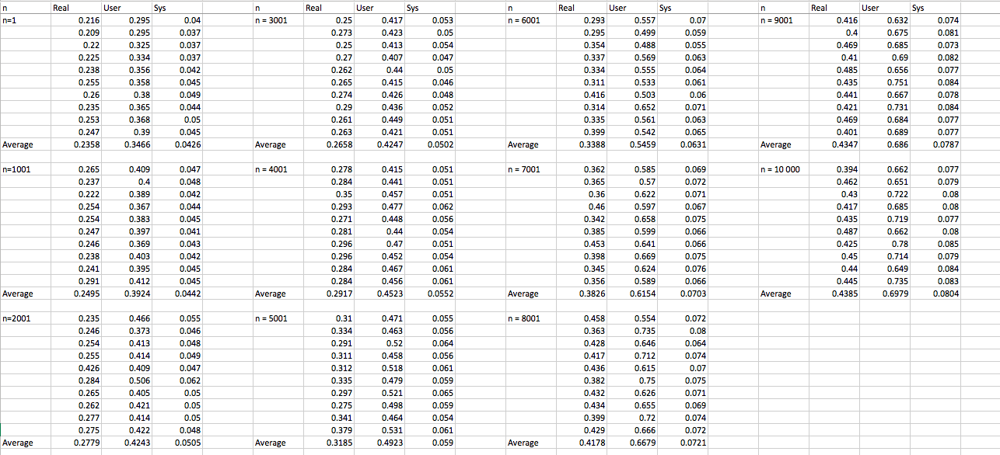 n Real User Sys n Real User Sys n Real User Sys n Real User Sys
n=1 0.216 0.295 0.04 n = 3001 0.25 0.417 0.053 n = 6001 0.293 0.557 0.07 n = 9001 0.416 0.632 0.074
0.209 0.295 0.037 0.273 0.423 0.05 0.295 0.499 0.059 0.4 0.675 0.081
0.22 0.325 0.037 0.25 0.413 0.054 0.354 0.488 0.055 0.469 0.685 0.073
0.225 0.334 0.037 0.27 0.407 0.047 0.337 0.569 0.063 0.41 0.69 0.082
0.238 0.356 0.042 0.262 0.44 0.05 0.334 0.555 0.064 0.485 0.656 0.077
0.255 0.358 0.045 0.265 0.415 0.046 0.311 0.533 0.061 0.435 0.751 0.084
0.26 0.38 0.049 0.274 0.426 0.048 0.416 0.503 0.06 0.441 0.667 0.078
0.235 0.365 0.044 0.29 0.436 0.052 0.314 0.652 0.071 0.421 0.731 0.084
0.253 0.368 0.05 0.261 0.449 0.051 0.335 0.561 0.063 0.469 0.684 0.077
0.247 0.39 0.045 0.263 0.421 0.051 0.399 0.542 0.065 0.401 0.689 0.077
Average 0.2358 0.3466 0.0426 Average 0.2658 0.4247 0.0502 Average 0.3388 0.5459 0.0631 Average 0.4347 0.686 0.0787
n=1001 0.265 0.409 0.047 n = 4001 0.278 0.415 0.051 n = 7001 0.362 0.585 0.069 n = 10 000 0.394 0.662 0.077
0.237 0.4 0.048 0.284 0.441 0.051 0.365 0.57 0.072 0.462 0.651 0.079
0.222 0.389 0.042 0.35 0.457 0.051 0.36 0.622 0.071 0.43 0.722 0.08
0.254 0.367 0.044 0.293 0.477 0.062 0.46 0.597 0.067 0.417 0.685 0.08
0.254 0.383 0.045 0.271 0.448 0.056 0.342 0.658 0.075 0.435 0.719 0.077
0.247 0.397 0.041 0.281 0.44 0.054 0.385 0.599 0.066 0.487 0.662 0.08
0.246 0.369 0.043 0.296 0.47 0.051 0.453 0.641 0.066 0.425 0.78 0.085
0.238 0.403 0.042 0.296 0.452 0.054 0.398 0.669 0.075 0.45 0.714 0.079
0.241 0.395 0.045 0.284 0.467 0.061 0.345 0.624 0.076 0.44 0.649 0.084
0.291 0.412 0.045 0.284 0.456 0.061 0.356 0.589 0.066 0.445 0.735 0.083
Average 0.2495 0.3924 0.0442 Average 0.2917 0.4523 0.0552 Average 0.3826 0.6154 0.0703 Average 0.4385 0.6979 0.0804
n=2001 0.235 0.466 0.055 n = 5001 0.31 0.471 0.055 n = 8001 0.458 0.554 0.072
0.246 0.373 0.046 0.334 0.463 0.056 0.363 0.735 0.08
0.254 0.413 0.048 0.291 0.52 0.064 0.428 0.646 0.064
0.255 0.414 0.049 0.311 0.458 0.056 0.417 0.712 0.074
0.426 0.409 0.047 0.312 0.518 0.061 0.436 0.615 0.07
0.284 0.506 0.062 0.335 0.479 0.059 0.382 0.75 0.075
0.265 0.405 0.05 0.297 0.521 0.065 0.432 0.626 0.071
0.262 0.421 0.05 0.275 0.498 0.059 0.434 0.655 0.069
0.277 0.414 0.05 0.341 0.464 0.054 0.399 0.72 0.074
0.275 0.422 0.048 0.379 0.531 0.061 0.429 0.666 0.072
Average 0.2779 0.4243 0.0505 Average 0.3185 0.4923 0.059 Average 0.4178 0.6679 0.0721